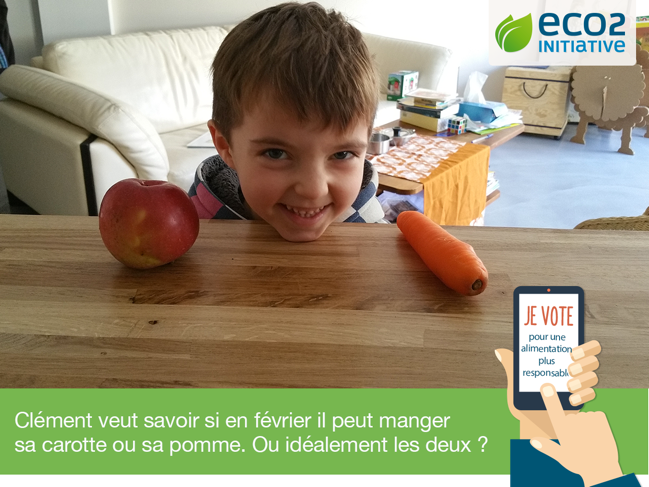 eco2
INITIATIVE
JE VOTE
pour une
alimentation
plus
responsable
Clément veut savoir si en février il peut manger
sa carotte ou sa pomme. Ou idéalement les deux ?